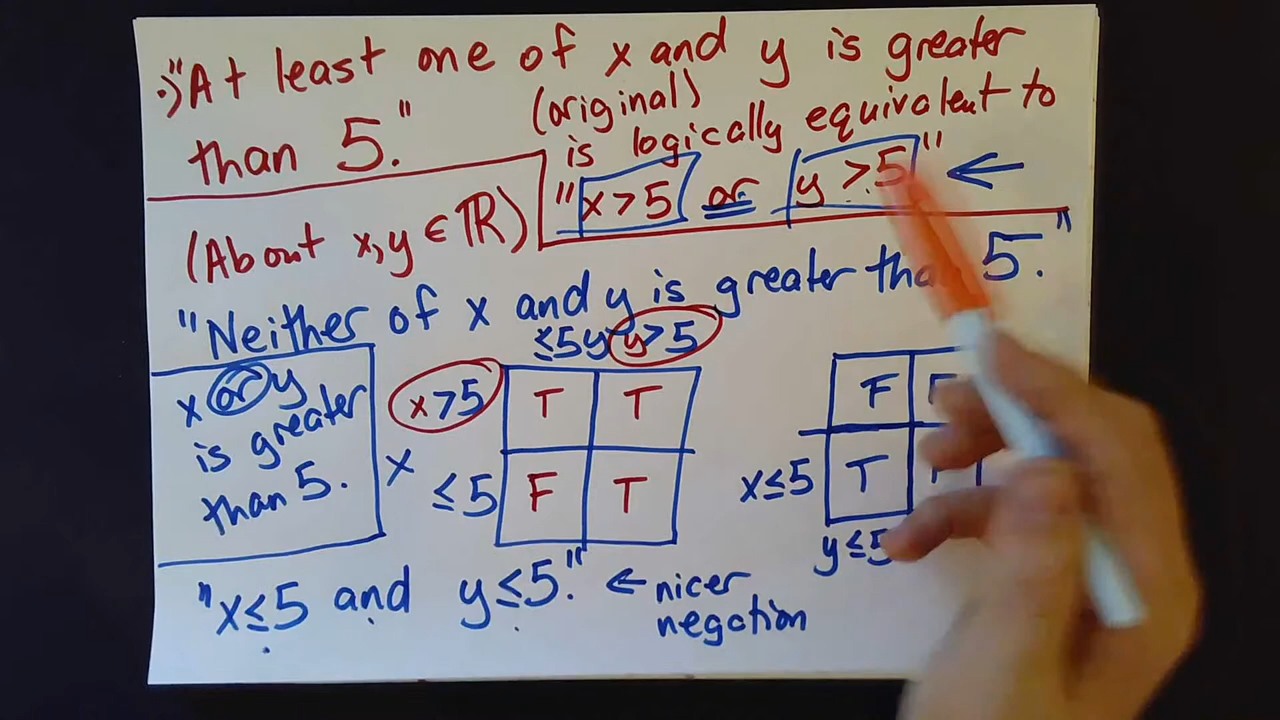 "At least one of x and y is greater
than 5."
(original)
is logically equivalent to
"x>5 or y>5"
(About x,y ∈ ℝ)
"Neither of x and y is greater than 5."
x or y
is greater
than 5.
≤5 y y>5
x>5 T T
x ≤5 F T
F
x≤5 T
y≤5
"x≤5 and y≤5." ← nicer
negation